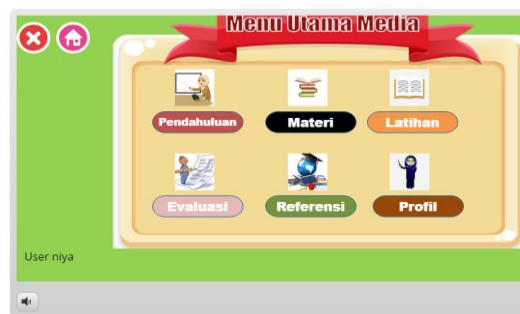 Menu Utama Media
Pendahuluan
Materi
Latihan
Evaluasi
Referensi
Profil
User niya